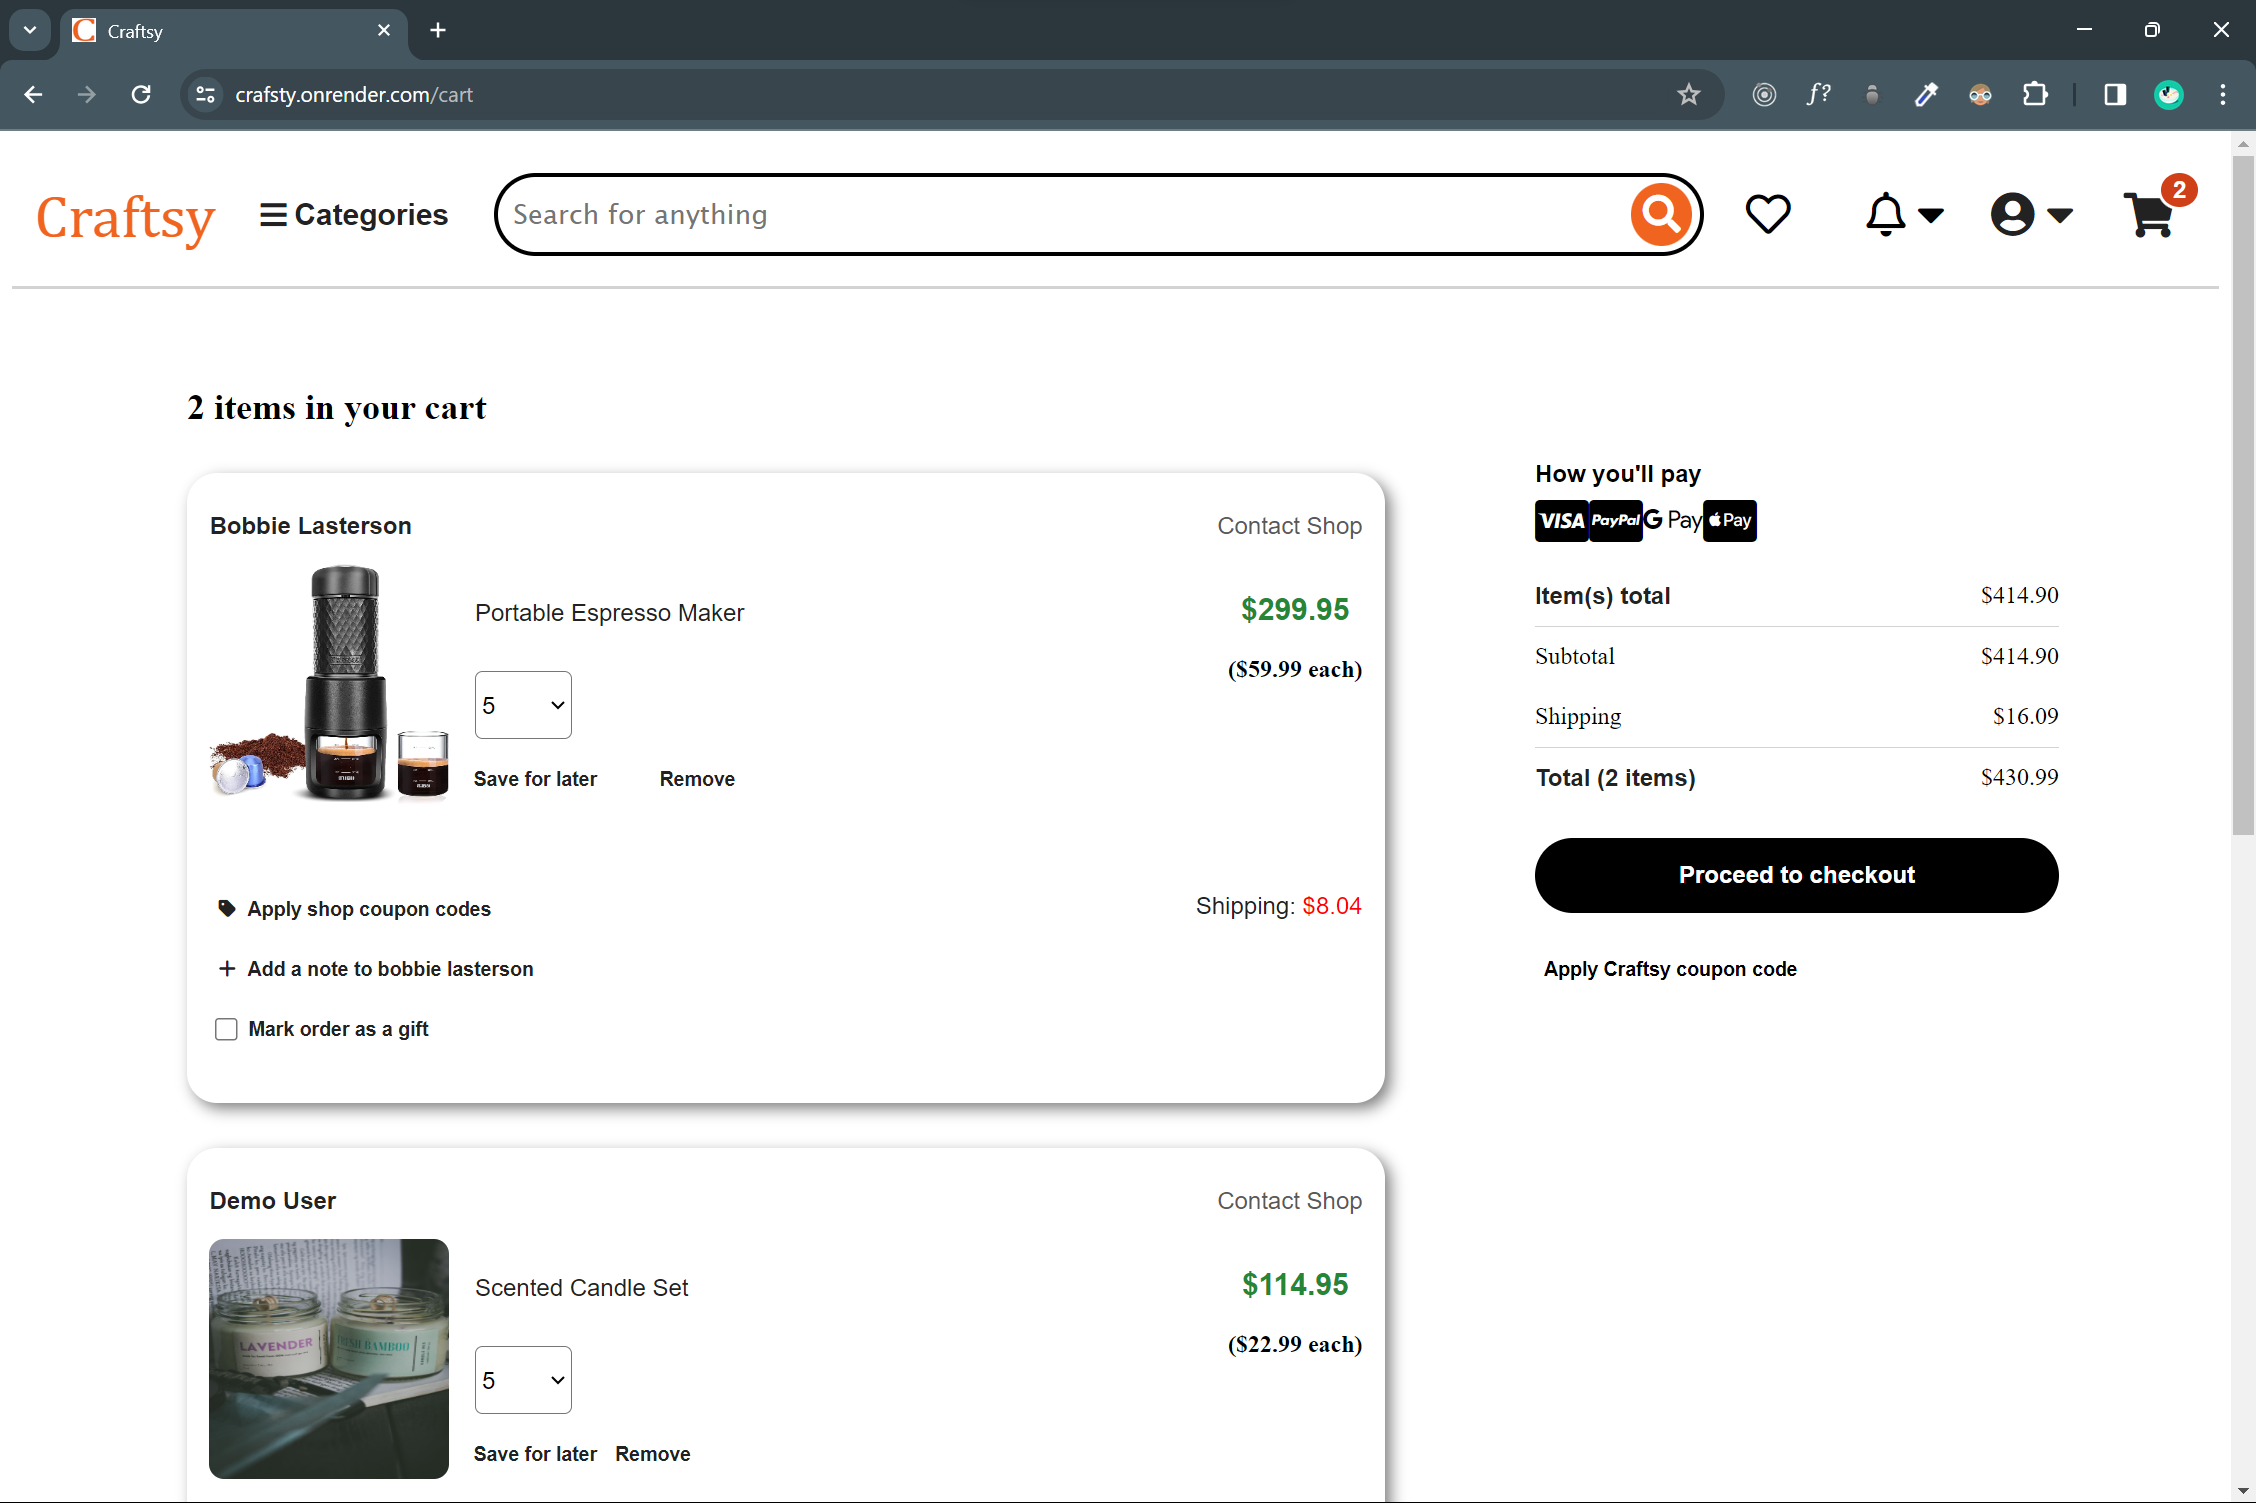 Craftsy
crafsty.onrender.com/cart
Craftsy
Categories
Search for anything
2
2 items in your cart
Bobbie Lasterson
Contact Shop
Portable Espresso Maker
$299.95
($59.99 each)
5
Save for later
Remove
Apply shop coupon codes
Shipping: $8.04
Add a note to bobbie lasterson
Mark order as a gift
Demo User
Contact Shop
LAVENDER
FRESH BAMBOO
Scented Candle Set
$114.95
($22.99 each)
5
Save for later
Remove
How you'll pay
VISA PayPal G Pay Pay
Item(s) total $414.90
Subtotal $414.90
Shipping $16.09
Total (2 items) $430.99
Proceed to checkout
Apply Craftsy coupon code